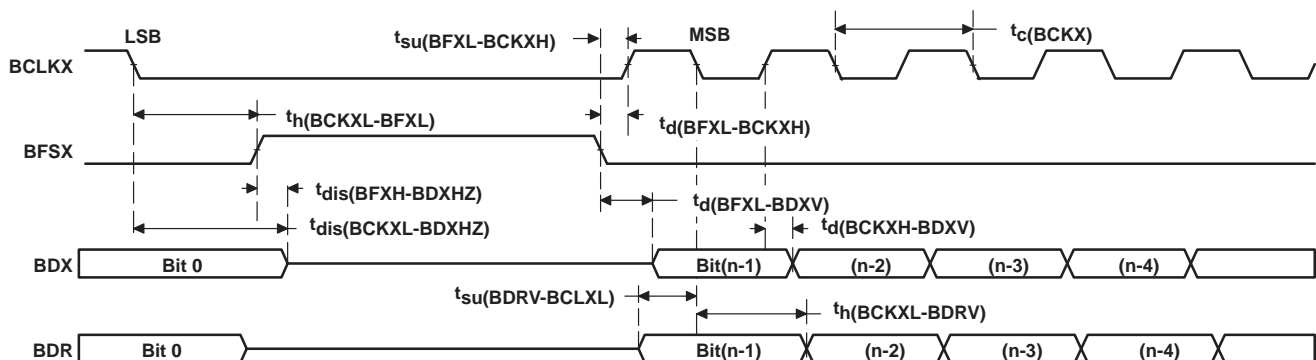 LSB
tsu(BFXL-BCKXH)
MSB
tc(BCKX)
BCLKX
th(BCKXL-BFXL)
td(BFXL-BCKXH)
BFSX
tdis(BFXH-BDXHZ)
td(BFXL-BDXV)
tdis(BCKXL-BDXHZ)
td(BCKXH-BDXV)
BDX Bit 0 Bit(n-1) (n-2) (n-3) (n-4)
tsu(BDRV-BCLXL)
th(BCKXL-BDRV)
BDR Bit 0 Bit(n-1) (n-2) (n-3) (n-4)